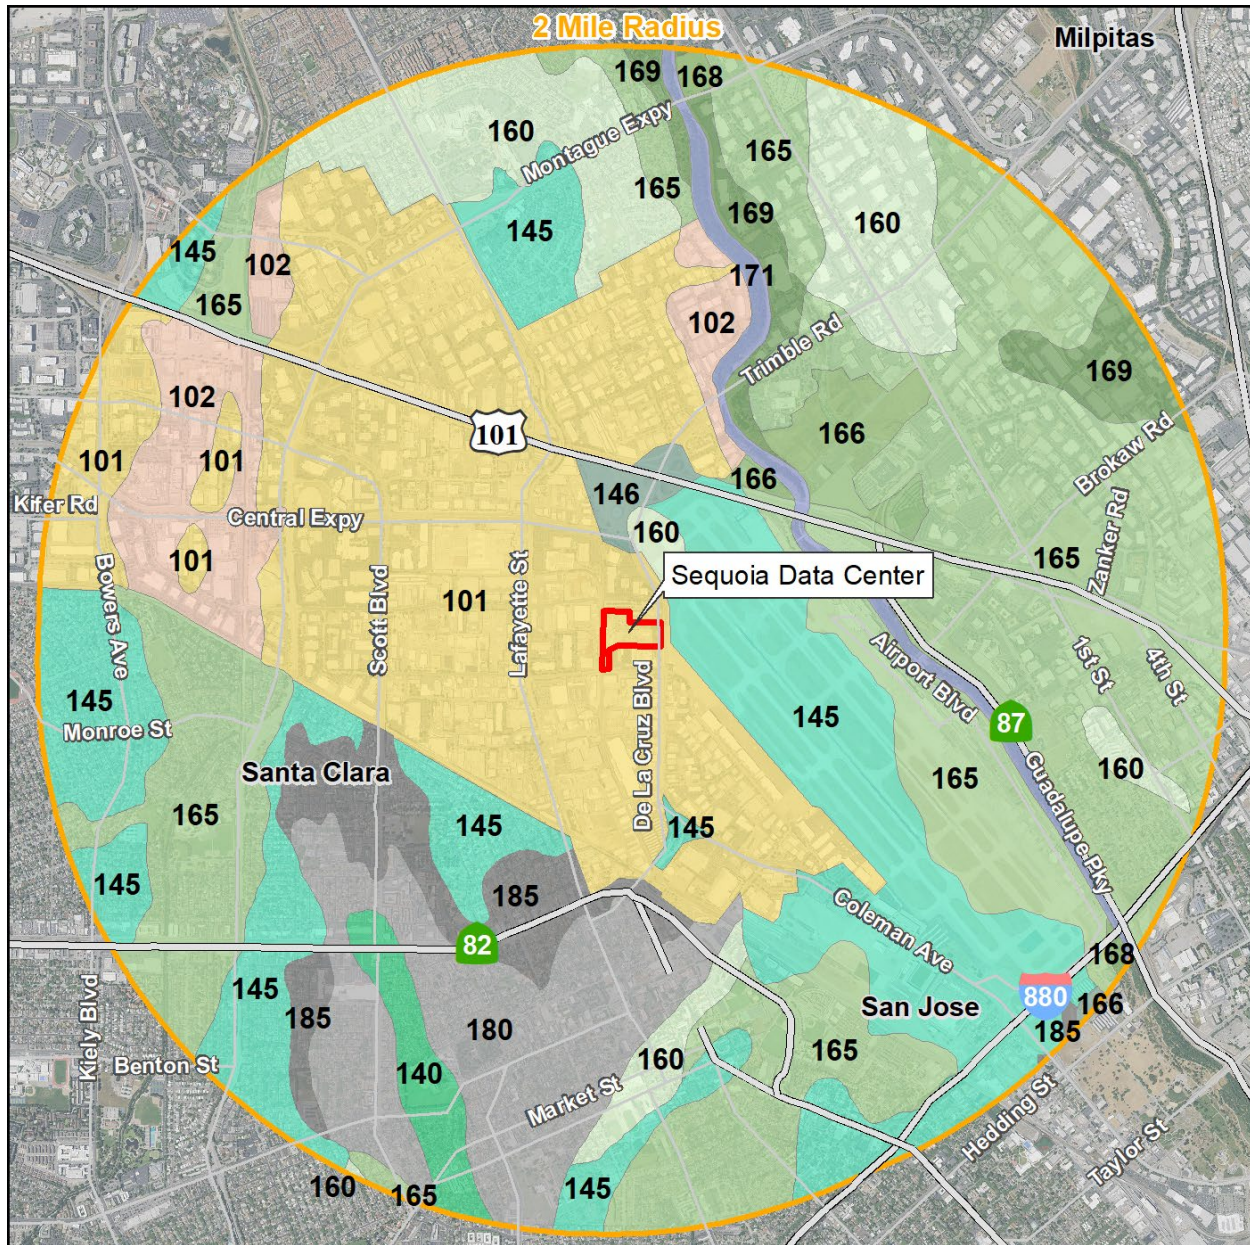 2 Mile Radius
Milpitas
169
168
160
Montague Expy
165
165
169
160
145
145
102
165
171
102
Trimble Rd
169
102
101
166
101
101
166
Brokaw Rd
146
Kifer Rd
Central Expy
160
Zanker Rd
101
165
Sequoia Data Center
Bowers Ave
101
Scott Blvd
Lafayette St
De La Cruz Blvd
Airport Blvd
1st St
4th St
145
Monroe St
145
87
Santa Clara
165
160
Guadalupe Pky
165
145
145
145
185
Coleman Ave
82
168
145
185
880
166
San Jose
185
180
165
Kiely Blvd
Benton St
140
160
Market St
Hedding St
Taylor St
160
165
145